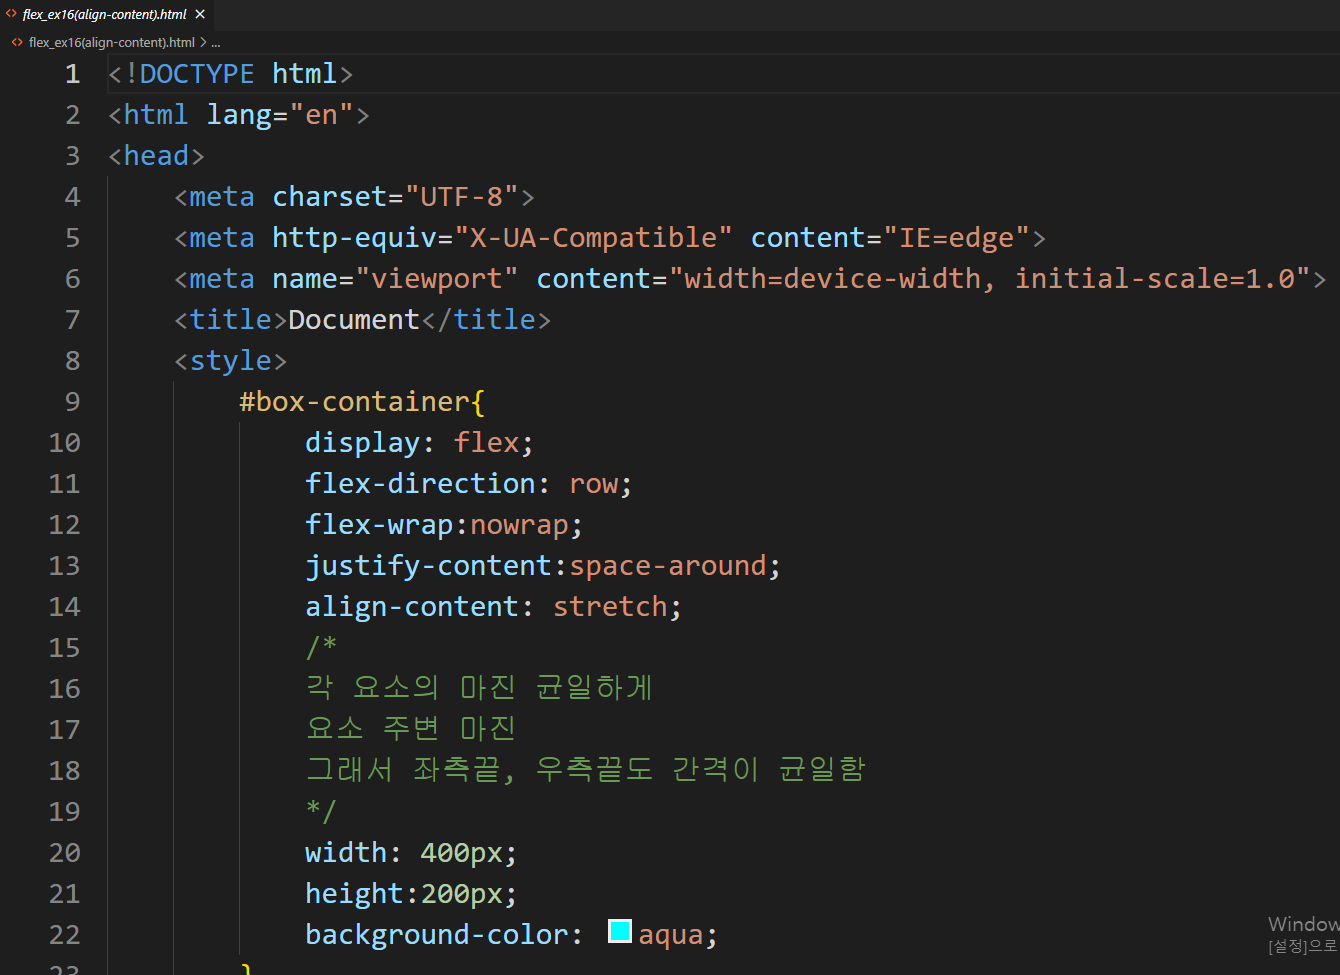 flex_ex16(align-content).html
flex_ex16(align-content).html > ...
1 <!DOCTYPE html>
2 <html lang="en">
3 <head>
4 <meta charset="UTF-8">
5 <meta http-equiv="X-UA-Compatible" content="IE=edge">
6 <meta name="viewport" content="width=device-width, initial-scale=1.0">
7 <title>Document</title>
8 <style>
9 #box-container{
10 display: flex;
11 flex-direction: row;
12 flex-wrap:nowrap;
13 justify-content:space-around;
14 align-content: stretch;
15 /*
16 각 요소의 마진 균일하게
17 요소 주변 마진
18 그래서 좌측끝, 우측끝도 간격이 균일함
19 */
20 width: 400px;
21 height:200px;
22 background-color: aqua;
23 }
Window
[설정]으로